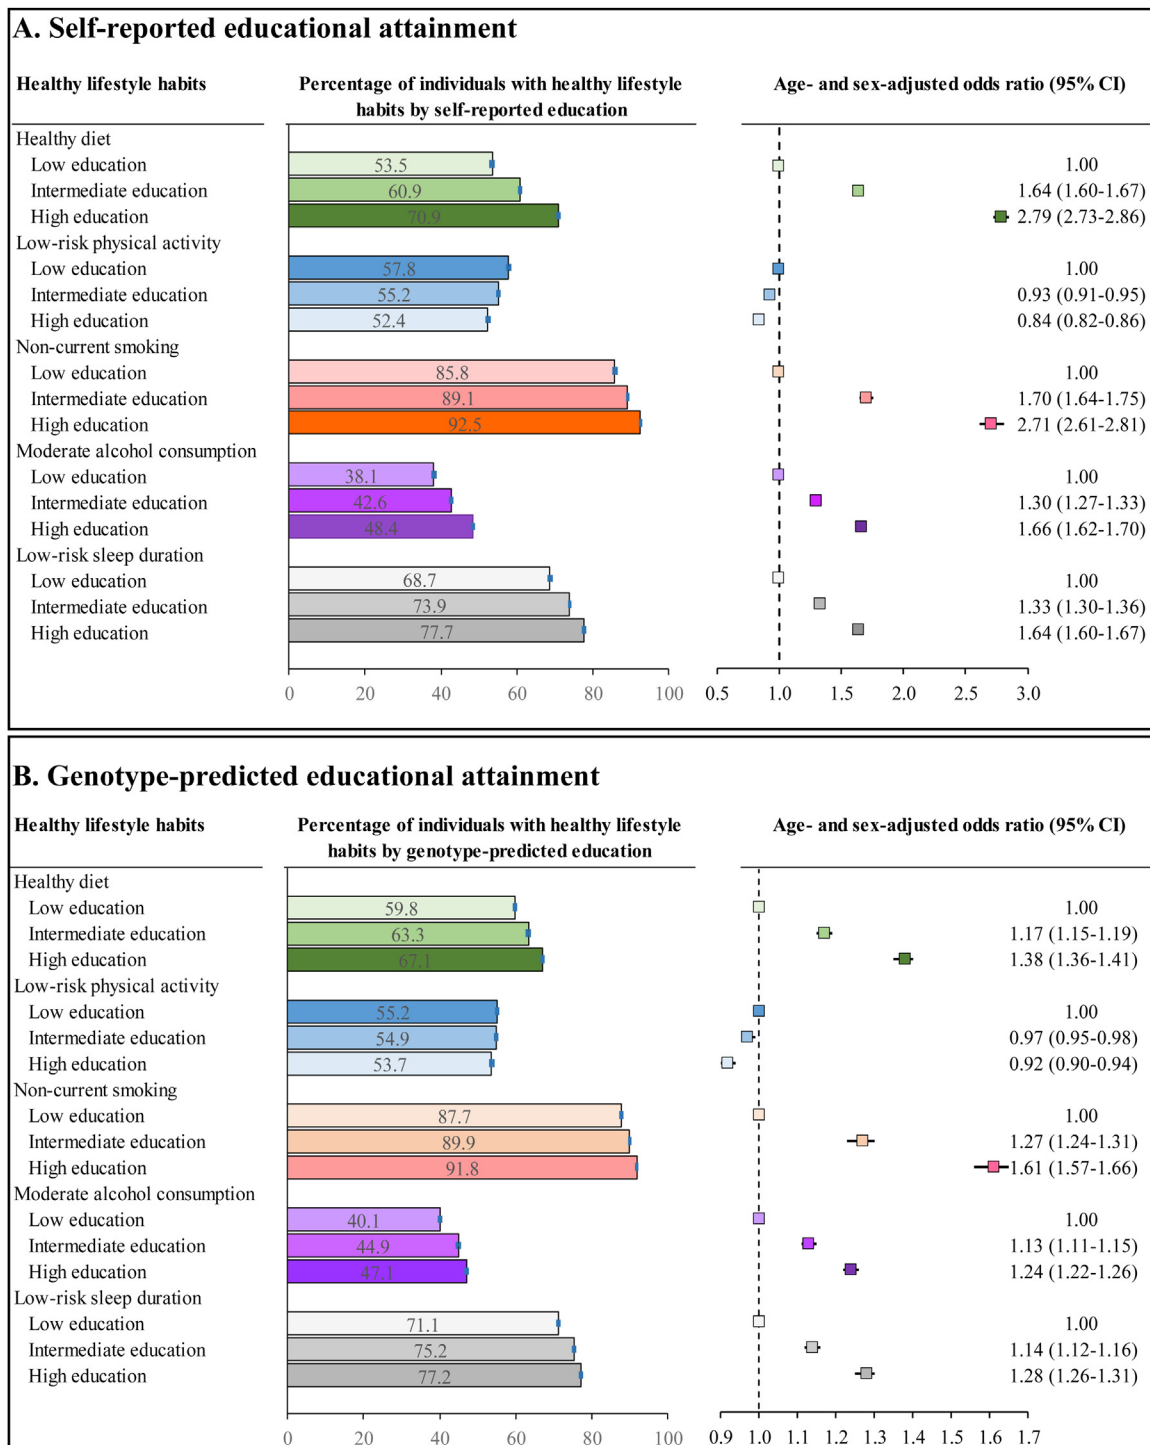 A. Self-reported educational attainment
Healthy lifestyle habits
Percentage of individuals with healthy lifestyle
habits by self-reported education
Age- and sex-adjusted odds ratio (95% CI)
Healthy diet
Low education 53.5 1.00
Intermediate education 60.9 1.64 (1.60-1.67)
High education 70.9 2.79 (2.73-2.86)
Low-risk physical activity
Low education 57.8 1.00
Intermediate education 55.2 0.93 (0.91-0.95)
High education 52.4 0.84 (0.82-0.86)
Non-current smoking
Low education 85.8 1.00
Intermediate education 89.1 1.70 (1.64-1.75)
High education 92.5 2.71 (2.61-2.81)
Moderate alcohol consumption
Low education 38.1 1.00
Intermediate education 42.6 1.30 (1.27-1.33)
High education 48.4 1.66 (1.62-1.70)
Low-risk sleep duration
Low education 68.7 1.00
Intermediate education 73.9 1.33 (1.30-1.36)
High education 77.7 1.64 (1.60-1.67)
0 20 40 60 80 100 0.5 1.0 1.5 2.0 2.5 3.0
B. Genotype-predicted educational attainment
Healthy lifestyle habits
Percentage of individuals with healthy lifestyle
habits by genotype-predicted education
Age- and sex-adjusted odds ratio (95% CI)
Healthy diet
Low education 59.8 1.00
Intermediate education 63.3 1.17 (1.15-1.19)
High education 67.1 1.38 (1.36-1.41)
Low-risk physical activity
Low education 55.2 1.00
Intermediate education 54.9 0.97 (0.95-0.98)
High education 53.7 0.92 (0.90-0.94)
Non-current smoking
Low education 87.7 1.00
Intermediate education 89.9 1.27 (1.24-1.31)
High education 91.8 1.61 (1.57-1.66)
Moderate alcohol consumption
Low education 40.1 1.00
Intermediate education 44.9 1.13 (1.11-1.15)
High education 47.1 1.24 (1.22-1.26)
Low-risk sleep duration
Low education 71.1 1.00
Intermediate education 75.2 1.14 (1.12-1.16)
High education 77.2 1.28 (1.26-1.31)
0 20 40 60 80 100 0.9 1.0 1.1 1.2 1.3 1.4 1.5 1.6 1.7